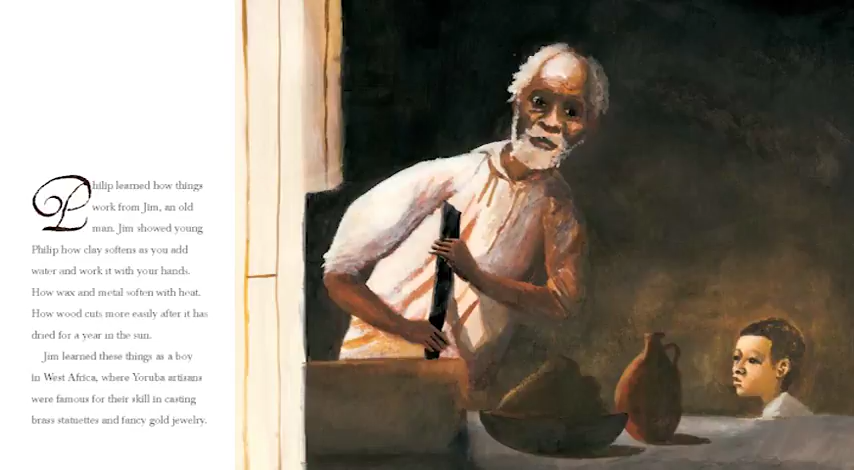 Philip learned how things
work from Jim, an old
man. Jim showed young
Philip how clay softens as you add
water and work it with your hands.
How wax and metal soften with heat.
How wood cuts more easily after it has
dried for a year in the sun.
Jim learned these things as a boy
in West Africa, where Yoruba artisans
were famous for their skill in casting
brass statuettes and fancy gold jewelry.